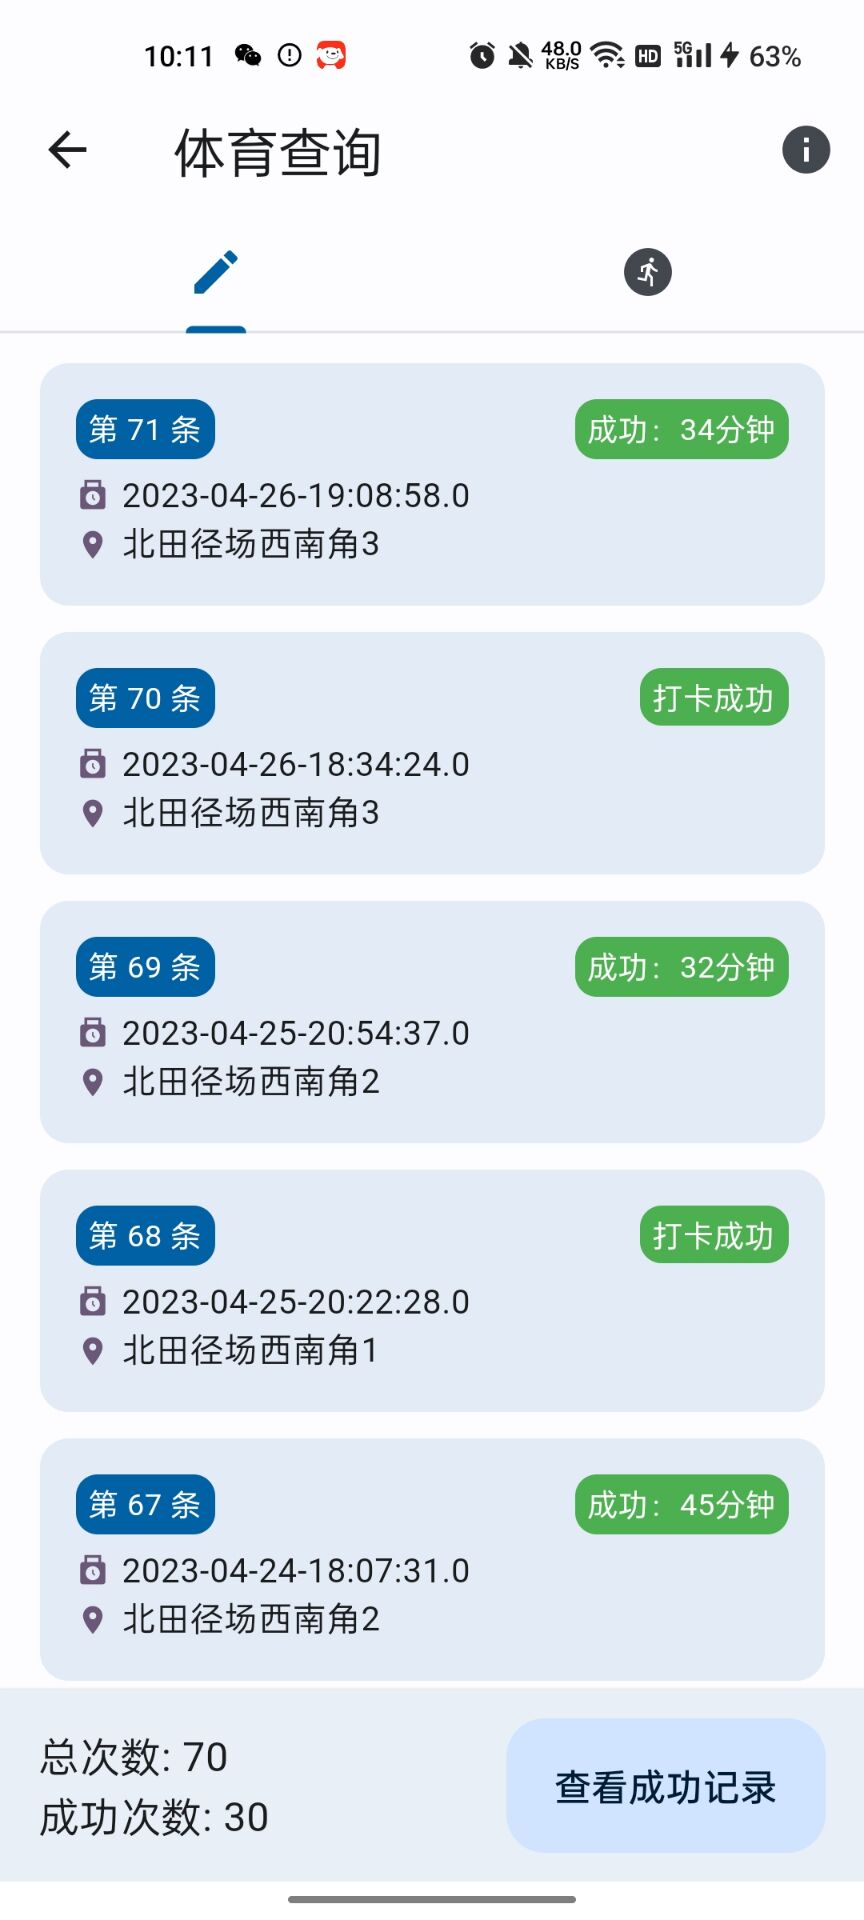 10:11 48.0 KB/S HD 5G 63%
体育查询
第 71 条 成功：34分钟
2023-04-26-19:08:58.0
北田径场西南角3
第 70 条 打卡成功
2023-04-26-18:34:24.0
北田径场西南角3
第 69 条 成功：32分钟
2023-04-25-20:54:37.0
北田径场西南角2
第 68 条 打卡成功
2023-04-25-20:22:28.0
北田径场西南角1
第 67 条 成功：45分钟
2023-04-24-18:07:31.0
北田径场西南角2
总次数: 70
成功次数: 30
查看成功记录